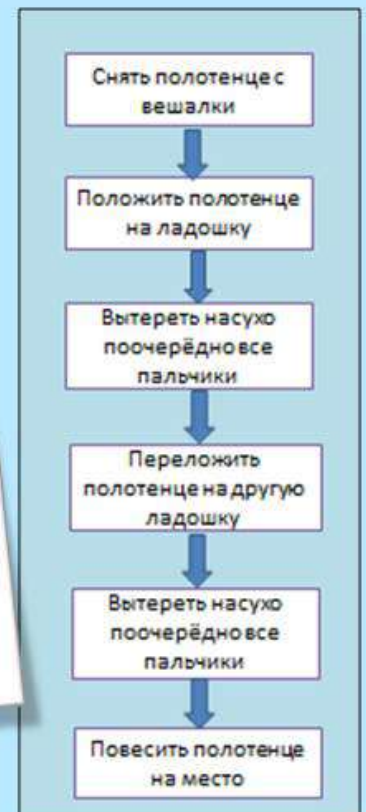 Снять полотенце с
вешалки
Положить полотенце
на ладошку
Вытереть насухо
поочерёдно все
пальчики
Переложить
полотенце на другую
ладошку
Вытереть насухо
поочерёдно все
пальчики
Повесить полотенце
на место